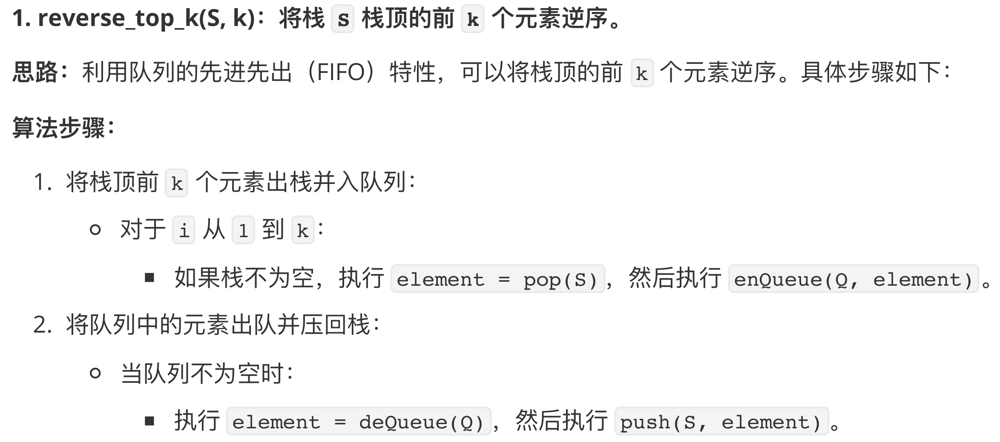 1. reverse_top_k(S, k)：将栈 S 栈顶的前 k 个元素逆序。
思路：利用队列的先进先出（FIFO）特性，可以将栈顶的前 k 个元素逆序。具体步骤如下：
算法步骤：
1. 将栈顶前 k 个元素出栈并入队列：
○ 对于 i 从 1 到 k：
■ 如果栈不为空，执行 element = pop(S)，然后执行 enQueue(Q, element)。
2. 将队列中的元素出队并压回栈：
○ 当队列不为空时：
■ 执行 element = deQueue(Q)，然后执行 push(S, element)。